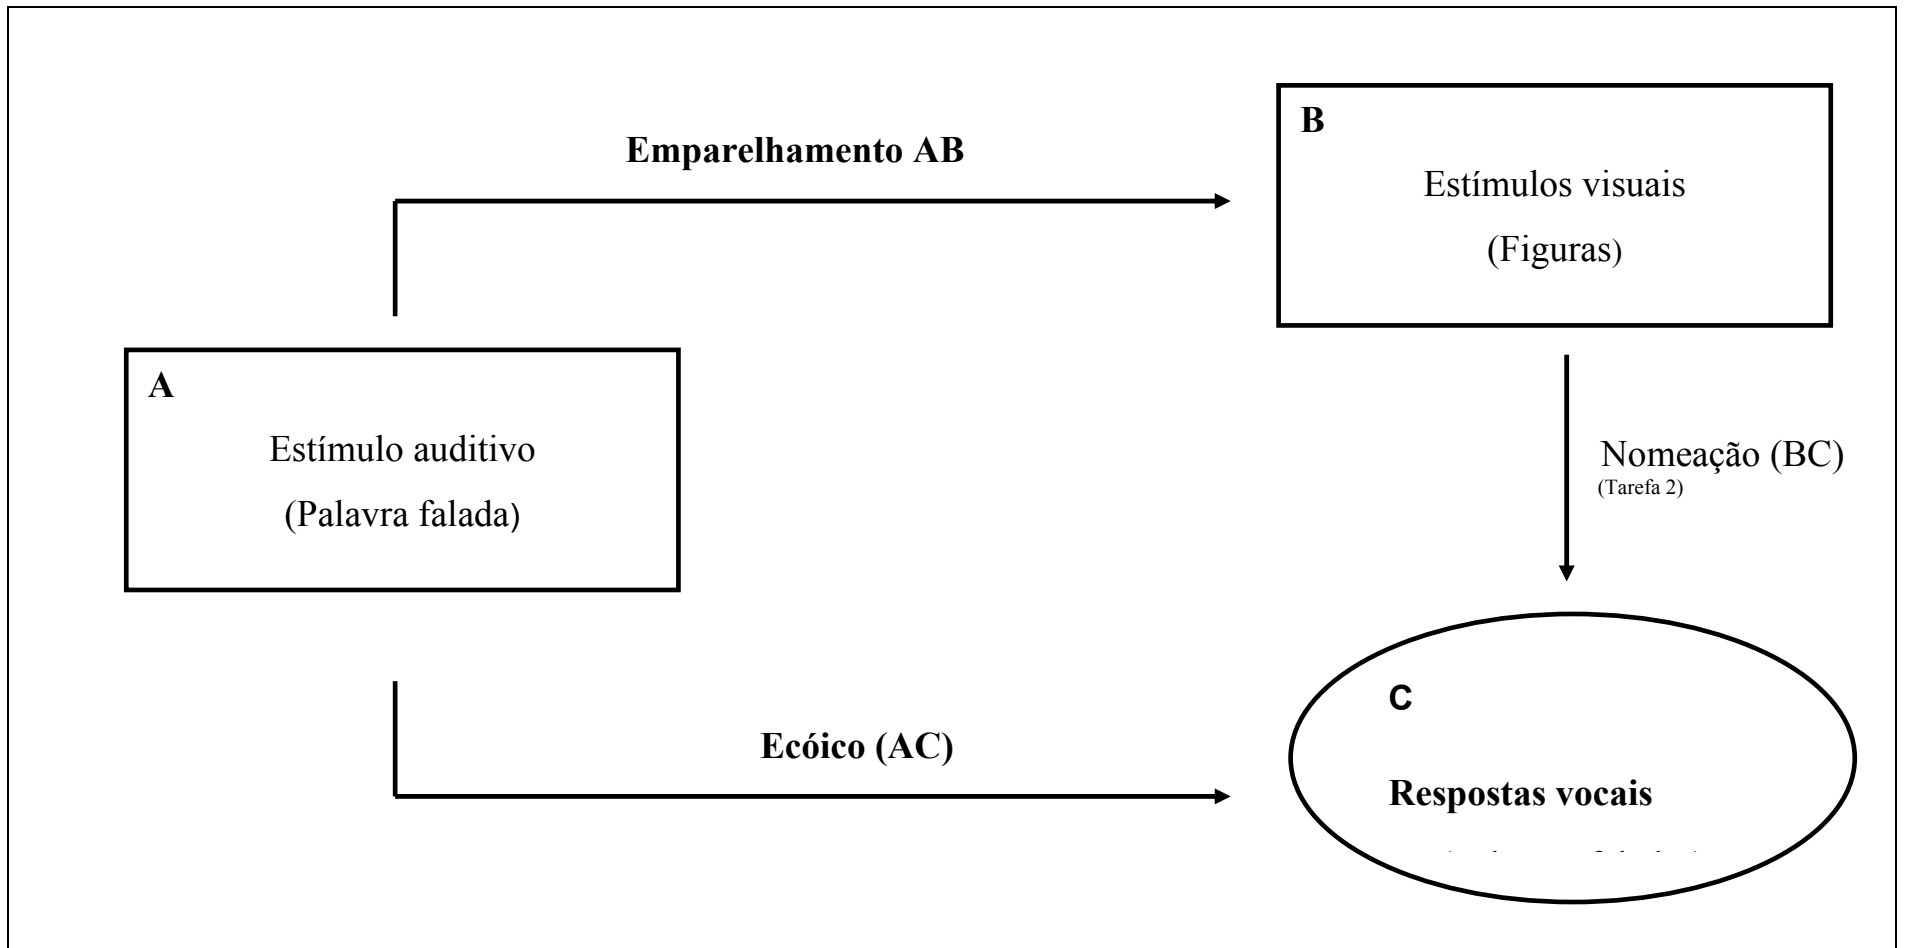 Emparelhamento AB
B
Estímulos visuais
(Figuras)
A
Estímulo auditivo
(Palavra falada)
Nomeação (BC)
(Tarefa 2)
Ecóico (AC)
C
Respostas vocais